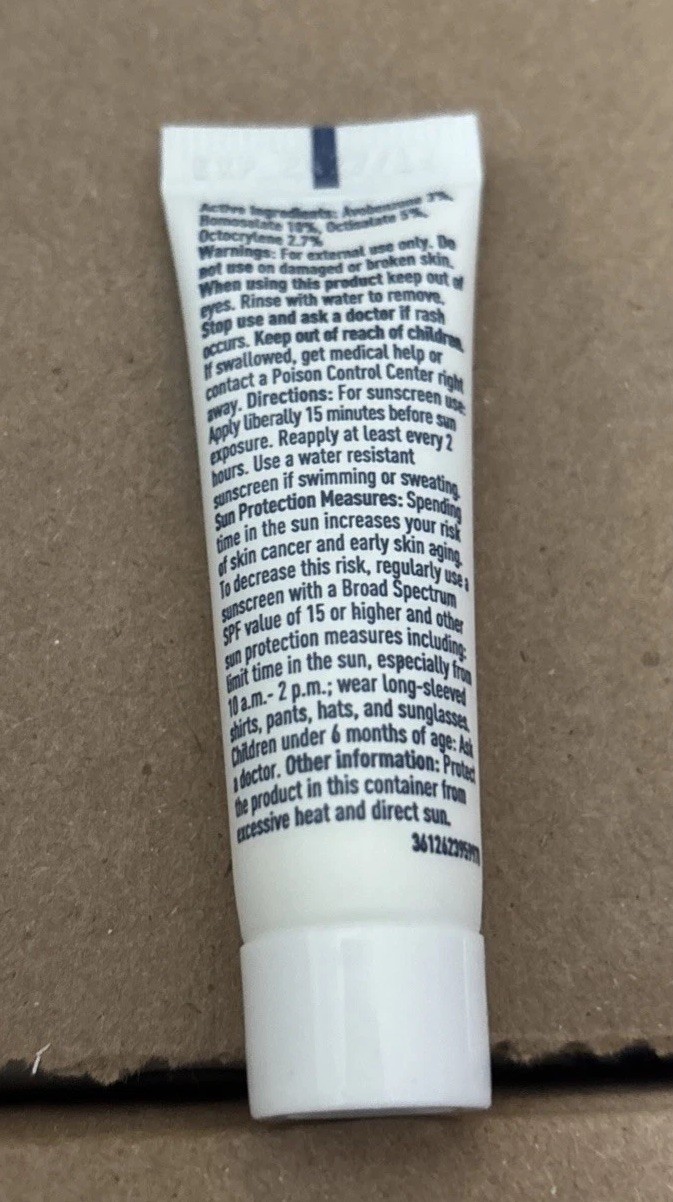 EXP
Active Ingredients: Avobenzone 3%,
Homosalate 10%, Octisalate 5%,
Octocrylene 2.7%
Warnings: For external use only. Do
not use on damaged or broken skin.
When using this product keep out of
eyes. Rinse with water to remove.
Stop use and ask a doctor if rash
occurs. Keep out of reach of children.
If swallowed, get medical help or
contact a Poison Control Center right
away. Directions: For sunscreen use:
Apply liberally 15 minutes before sun
exposure. Reapply at least every 2
hours. Use a water resistant
sunscreen if swimming or sweating.
Sun Protection Measures: Spending
time in the sun increases your risk
of skin cancer and early skin aging.
To decrease this risk, regularly use a
sunscreen with a Broad Spectrum
SPF value of 15 or higher and other
sun protection measures including:
limit time in the sun, especially from
10 a.m.- 2 p.m.; wear long-sleeved
shirts, pants, hats, and sunglasses.
Children under 6 months of age: Ask
a doctor. Other information: Protect
the product in this container from
excessive heat and direct sun.